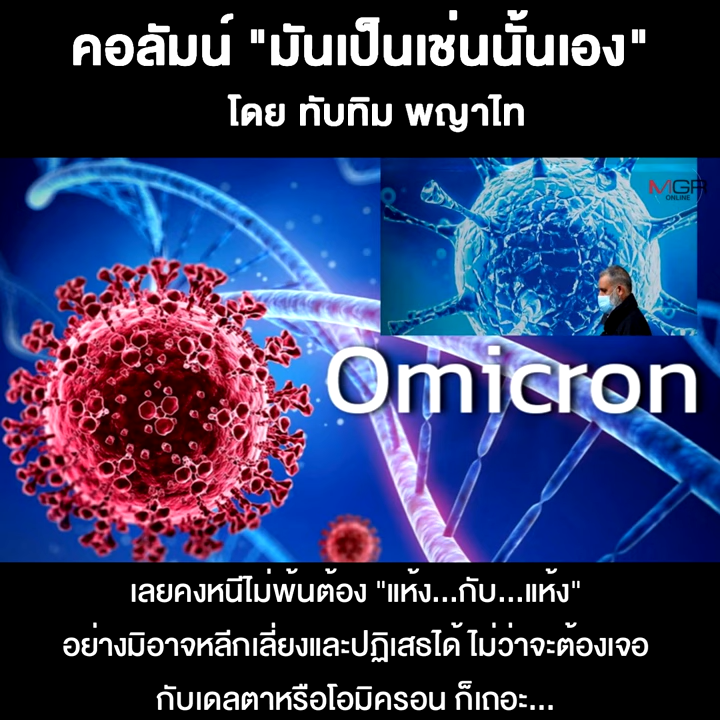 คอลัมน์ "มันเป็นเช่นนั้นเอง"
โดย ทับทิม พญาไท
MGR
ONLINE
Omicron
เลยคงหนีไม่พ้นต้อง "แห้ง...กับ...แห้ง"
อย่างมิอาจหลีกเลี่ยงและปฏิเสธได้ ไม่ว่าจะต้องเจอ
กับเดลตาหรือโอมิครอน ก็เถอะ...